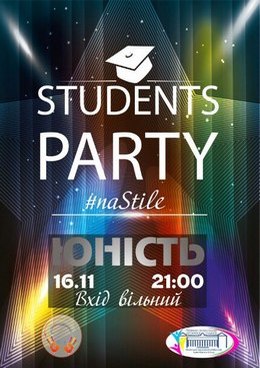 STUDENTS
PARTY
#naStile
ЮНІСТЬ
16.11 21:00
Вхід вільний